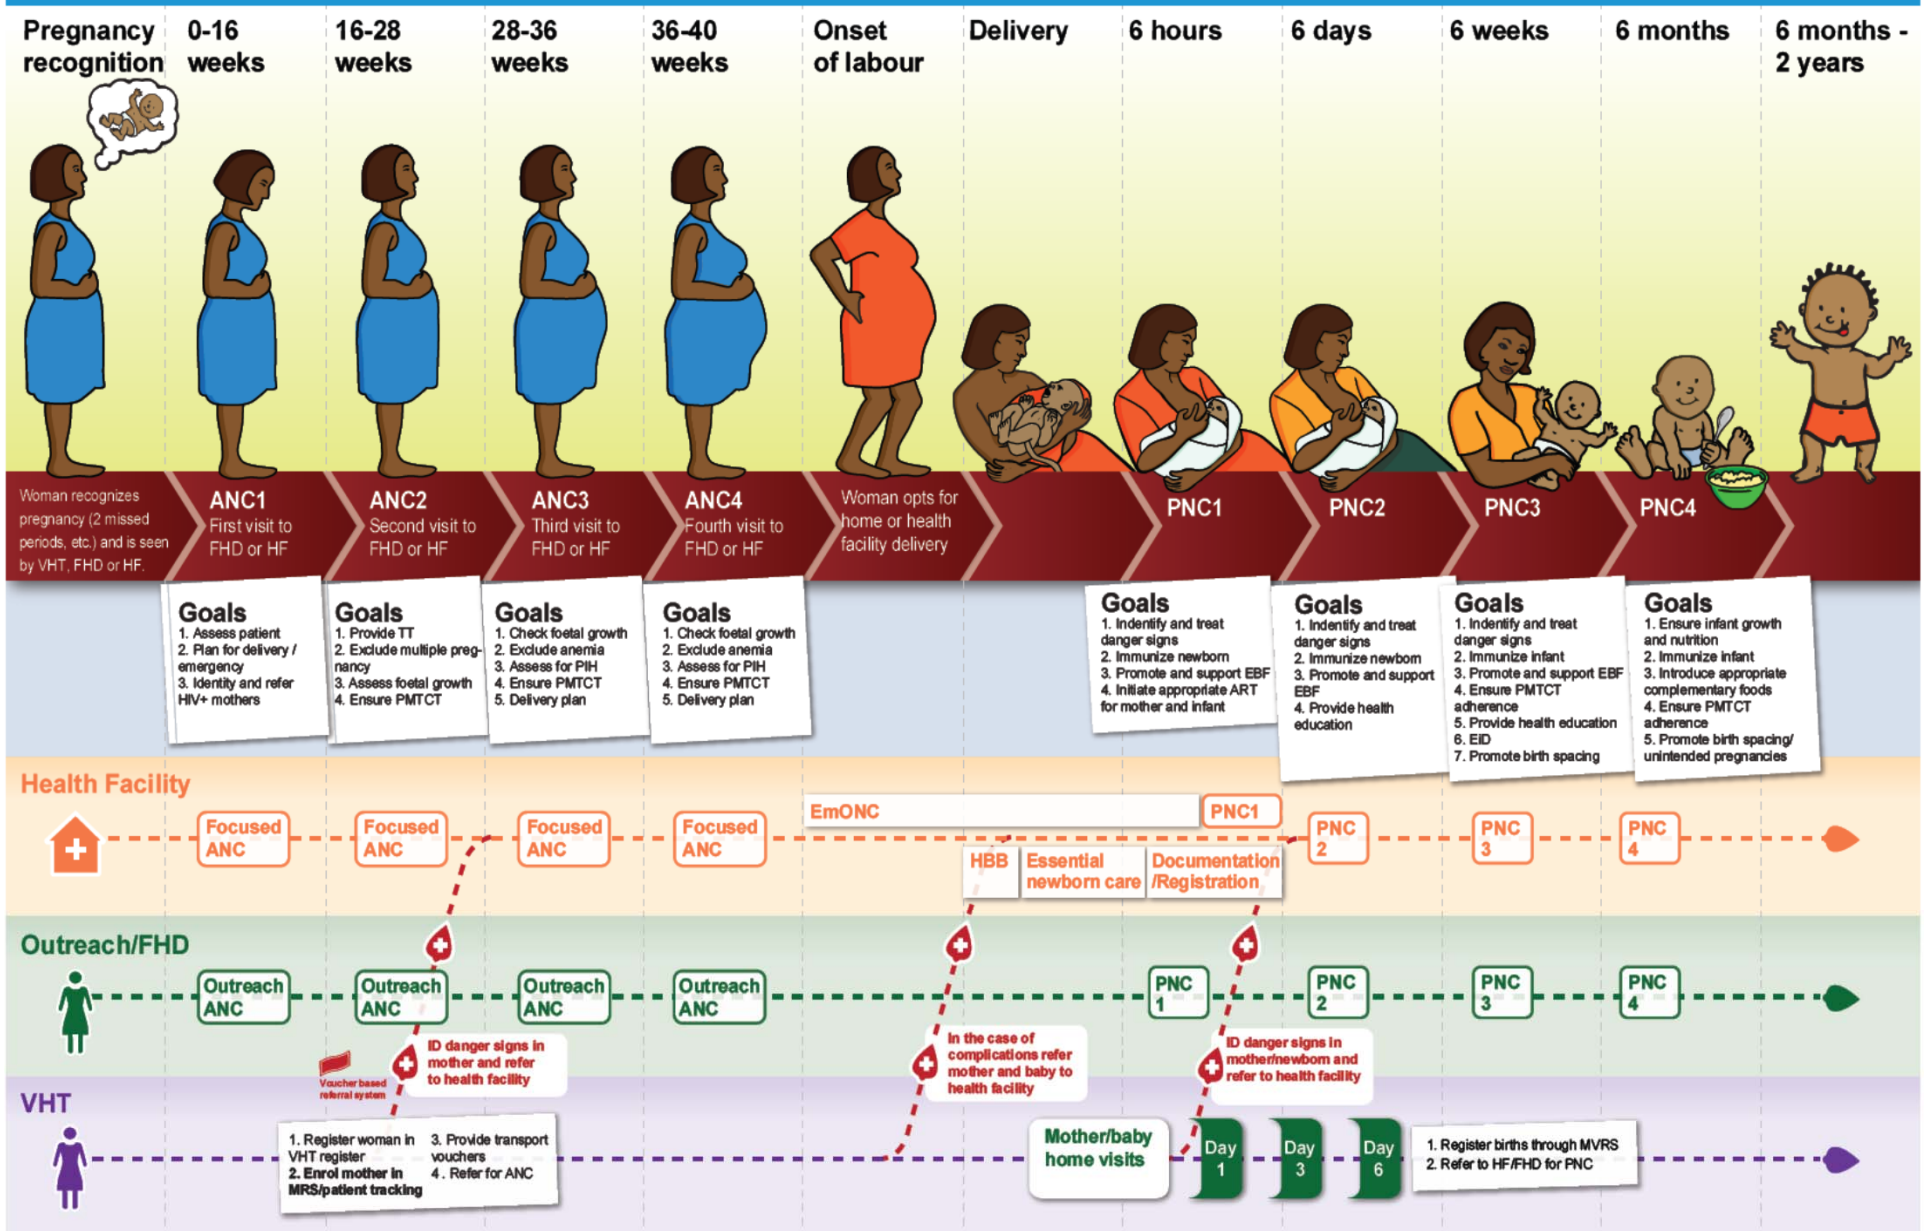 Pregnancy
recognition
0-16
weeks
16-28
weeks
28-36
weeks
36-40
weeks
Onset
of labour
Delivery
6 hours
6 days
6 weeks
6 months
6 months -
2 years
Woman recognizes
pregnancy (2 missed
periods, etc.) and is seen
by VHT, FHD or HF.
ANC1
First visit to
FHD or HF
ANC2
Second visit to
FHD or HF
ANC3
Third visit to
FHD or HF
ANC4
Fourth visit to
FHD or HF
Woman opts for
home or health
facility delivery
PNC1
PNC2
PNC3
PNC4
Goals
1. Assess patient
2. Plan for delivery /
emergency
3. Identity and refer
HIV+ mothers
Goals
1. Provide TT
2. Exclude multiple preg-
nancy
3. Assess foetal growth
4. Ensure PMTCT
Goals
1. Check foetal growth
2. Exclude anemia
3. Assess for PIH
4. Ensure PMTCT
5. Delivery plan
Goals
1. Check foetal growth
2. Exclude anemia
3. Assess for PIH
4. Ensure PMTCT
5. Delivery plan
Goals
1. Indentify and treat
danger signs
2. Immunize newborn
3. Promote and support EBF
4. Initiate appropriate ART
for mother and infant
Goals
1. Indentify and treat
danger signs
2. Immunize newborn
3. Promote and support
EBF
4. Provide health
education
Goals
1. Indentify and treat
danger signs
2. Immunize infant
3. Promote and support EBF
4. Ensure PMTCT
adherence
5. Provide health education
6. EiD
7. Promote birth spacing
Goals
1. Ensure infant growth
and nutrition
2. Immunize infant
3. Introduce appropriate
complementary foods
4. Ensure PMTCT
adherence
5. Promote birth spacing/
unintended pregnancies
Health Facility
Focused
ANC
Focused
ANC
Focused
ANC
Focused
ANC
EmONC
PNC1
HBB
Essential
newborn care
Documentation
/Registration
PNC
2
PNC
3
PNC
4
Outreach/FHD
Outreach
ANC
Outreach
ANC
Outreach
ANC
Outreach
ANC
PNC
1
PNC
2
PNC
3
PNC
4
Voucher based
referral system
ID danger signs in
mother and refer
to health facility
In the case of
complications refer
mother and baby to
health facility
ID danger signs in
mother/newborn and
refer to health facility
VHT
1. Register woman in
VHT register
2. Enrol mother in
MRS/patient tracking
3. Provide transport
vouchers
4. Refer for ANC
Mother/baby
home visits
Day
1
Day
3
Day
6
1. Register births through MVRS
2. Refer to HF/FHD for PNC